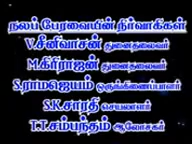 நலப் பேரவையின் நிர்வாகிகள்
V.சீனிவாசன் துணைதலைவர்
M.கிரிராஜன் துணைதலைவர்
S.ராமஜெயம் ஒருங்கிணைப்பாளர்
S.K.சாரதி செயலாளர்
T.T.சம்பந்தம் ஆலோசகர்